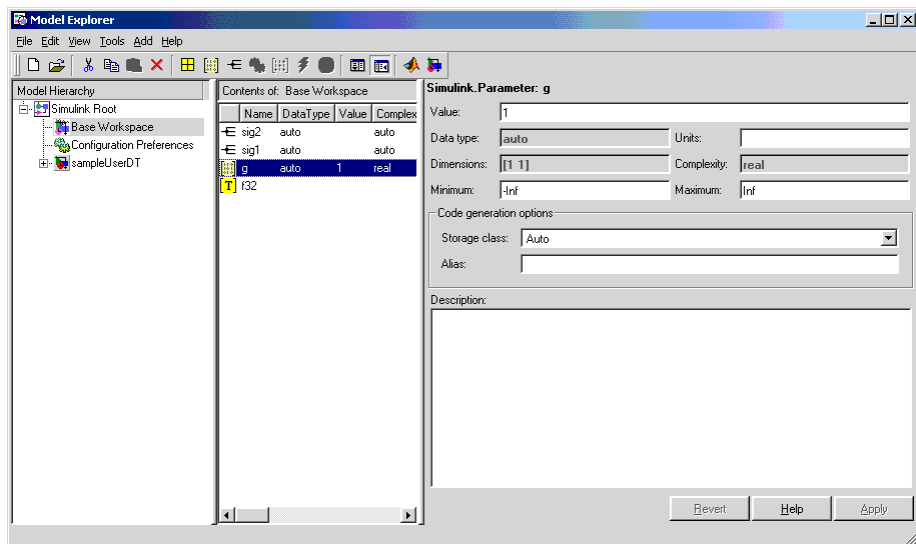 Model Explorer
File Edit View Tools Add Help
Model Hierarchy
Simulink Root
Base Workspace
Configuration Preferences
sampleUserDT
Contents of: Base Workspace
Name DataType Value Complex
sig2 auto auto
sig1 auto auto
g auto 1 real
T f32
Simulink.Parameter: g
Value: 1
Data type: auto Units:
Dimensions: [1 1] Complexity: real
Minimum: -Inf Maximum: Inf
Code generation options
Storage class: Auto
Alias:
Description:
Revert Help Apply